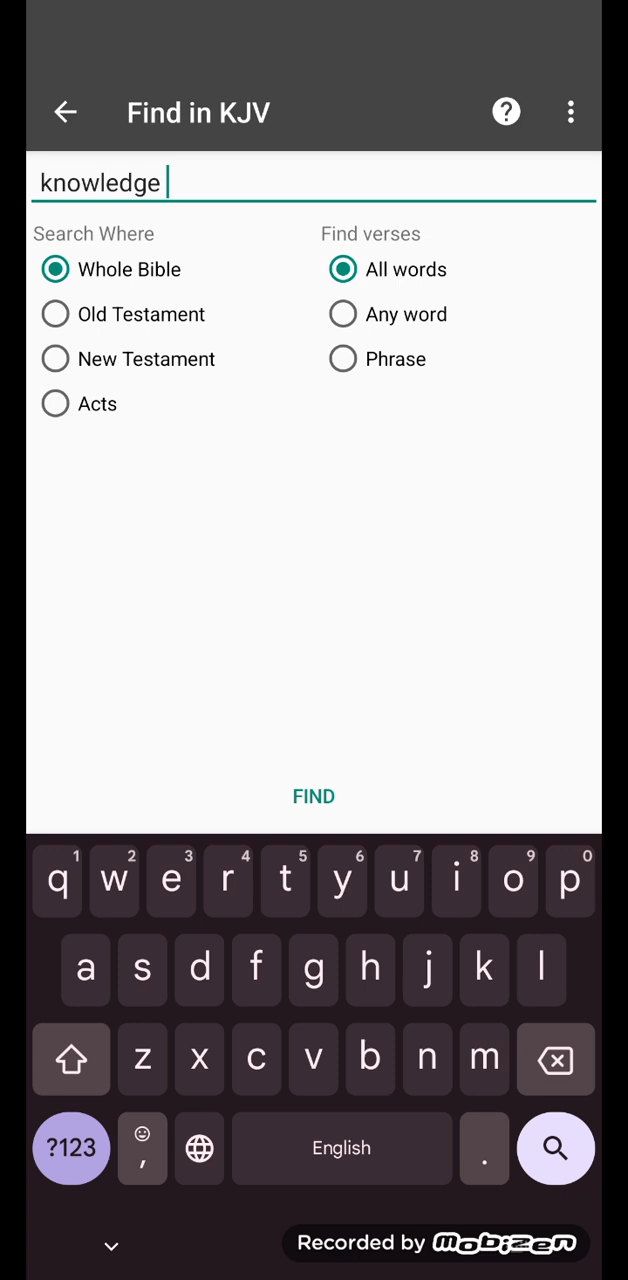 Find in KJV
knowledge
Search Where
Find verses
Whole Bible
All words
Old Testament
Any word
New Testament
Phrase
Acts
FIND
1 2 3 4 5 6 7 8 9 0
q w e r t y u i o p
a s d f g h j k l
z x c v b n m
?123 , English .
Recorded by mobizen